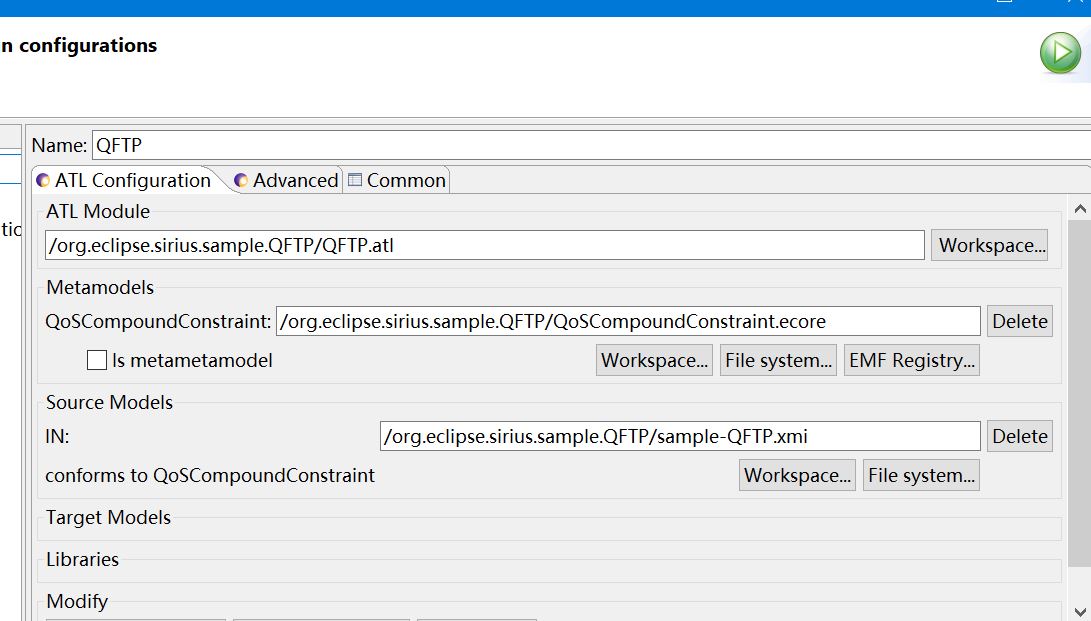 n configurations
Name: QFTP
ATL Configuration Advanced Common
ATL Module
/org.eclipse.sirius.sample.QFTP/QFTP.atl Workspace...
Metamodels
QoSCompoundConstraint: /org.eclipse.sirius.sample.QFTP/QoSCompoundConstraint.ecore Delete
Is metametamodel Workspace... File system... EMF Registry...
Source Models
IN: /org.eclipse.sirius.sample.QFTP/sample-QFTP.xmi Delete
conforms to QoSCompoundConstraint Workspace... File system...
Target Models
Libraries
Modify